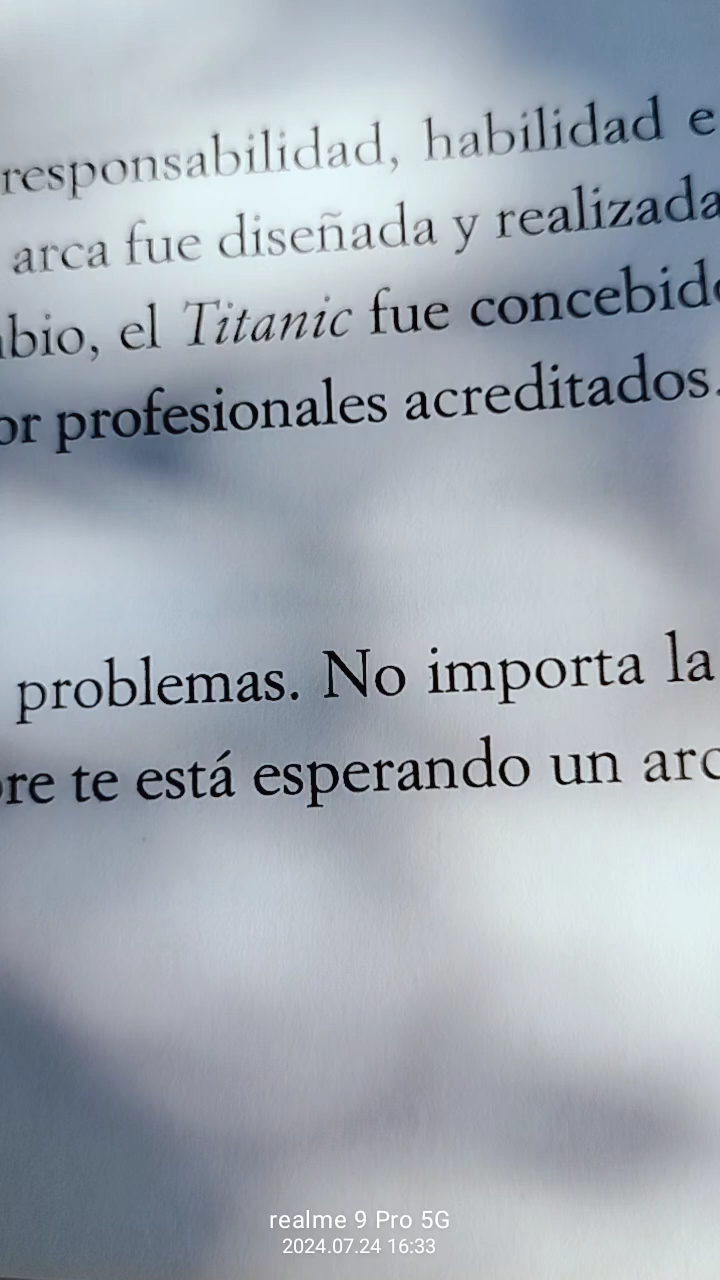 responsabilidad, habilidad e
arca fue diseñada y realizada
bio, el Titanic fue concebid
or profesionales acreditados.
problemas. No importa la
re te está esperando un arc
realme 9 Pro 5G
2024.07.24 16:33